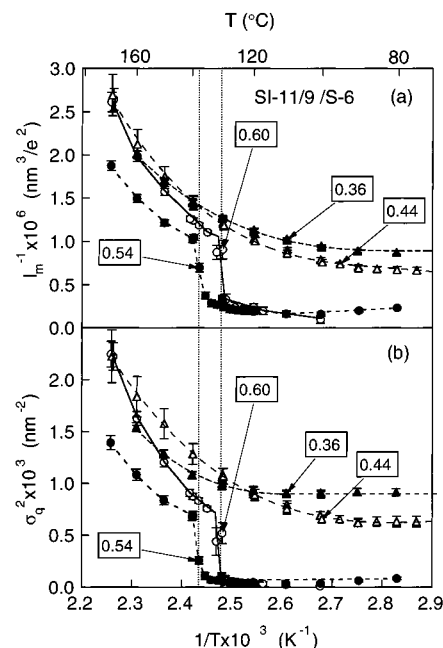 T (°C)
160 140 120 100 80
3.0
2.5
2.0
1.5
1.0
0.5
0.0
I_m^-1 x10^6 (nm^3/e^2)
SI-11/9 /S-6
(a)
0.60
0.36
0.44
0.54
(b)
2.0
1.5
1.0
0.5
0.0
σ_q^2 x10^3 (nm^-2)
0.60
0.36
0.44
0.54
2.2 2.3 2.4 2.5 2.6 2.7 2.8 2.9
1/Tx10^3 (K^-1)